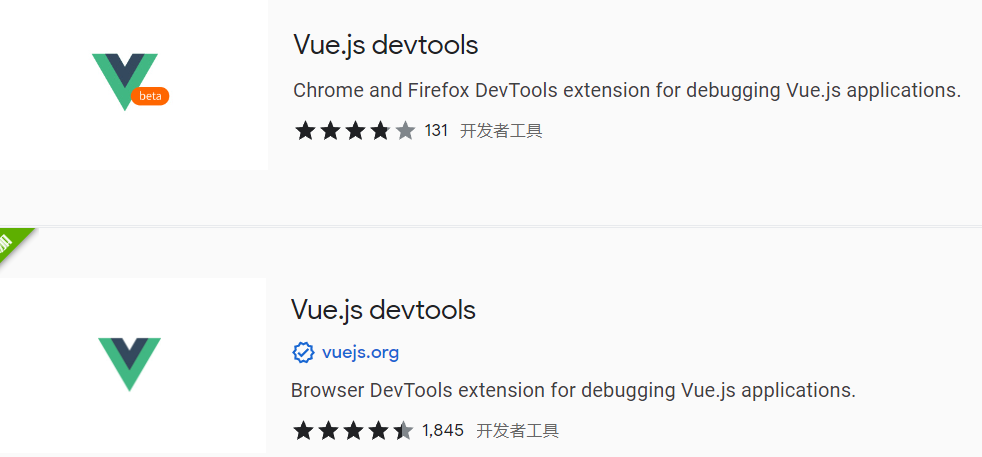 Vue.js devtools
beta
Chrome and Firefox DevTools extension for debugging Vue.js applications.
131 开发者工具
Vue.js devtools
vuejs.org
Browser DevTools extension for debugging Vue.js applications.
1,845 开发者工具